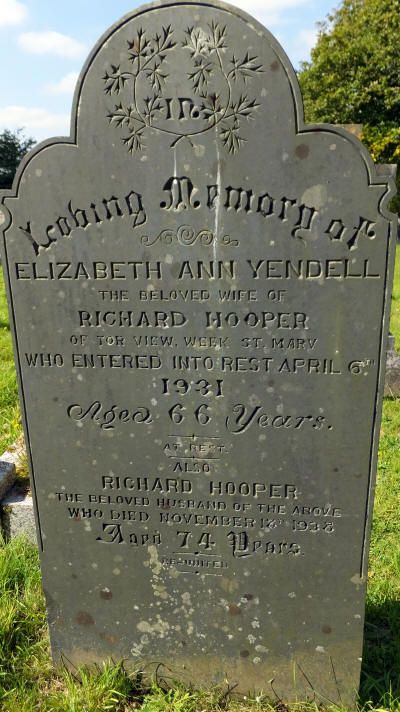 IN
Loving Memory of
ELIZABETH ANN YENDELL
THE BELOVED WIFE OF
RICHARD HOOPER
OF TOR VIEW, WEEK ST. MARY
WHO ENTERED INTO REST APRIL 6TH
1931
Aged 66 Years.
AT REST.
ALSO
RICHARD HOOPER
THE BELOVED HUSBAND OF THE ABOVE
WHO DIED NOVEMBER 1938
Aged 74 Years
REUNITED